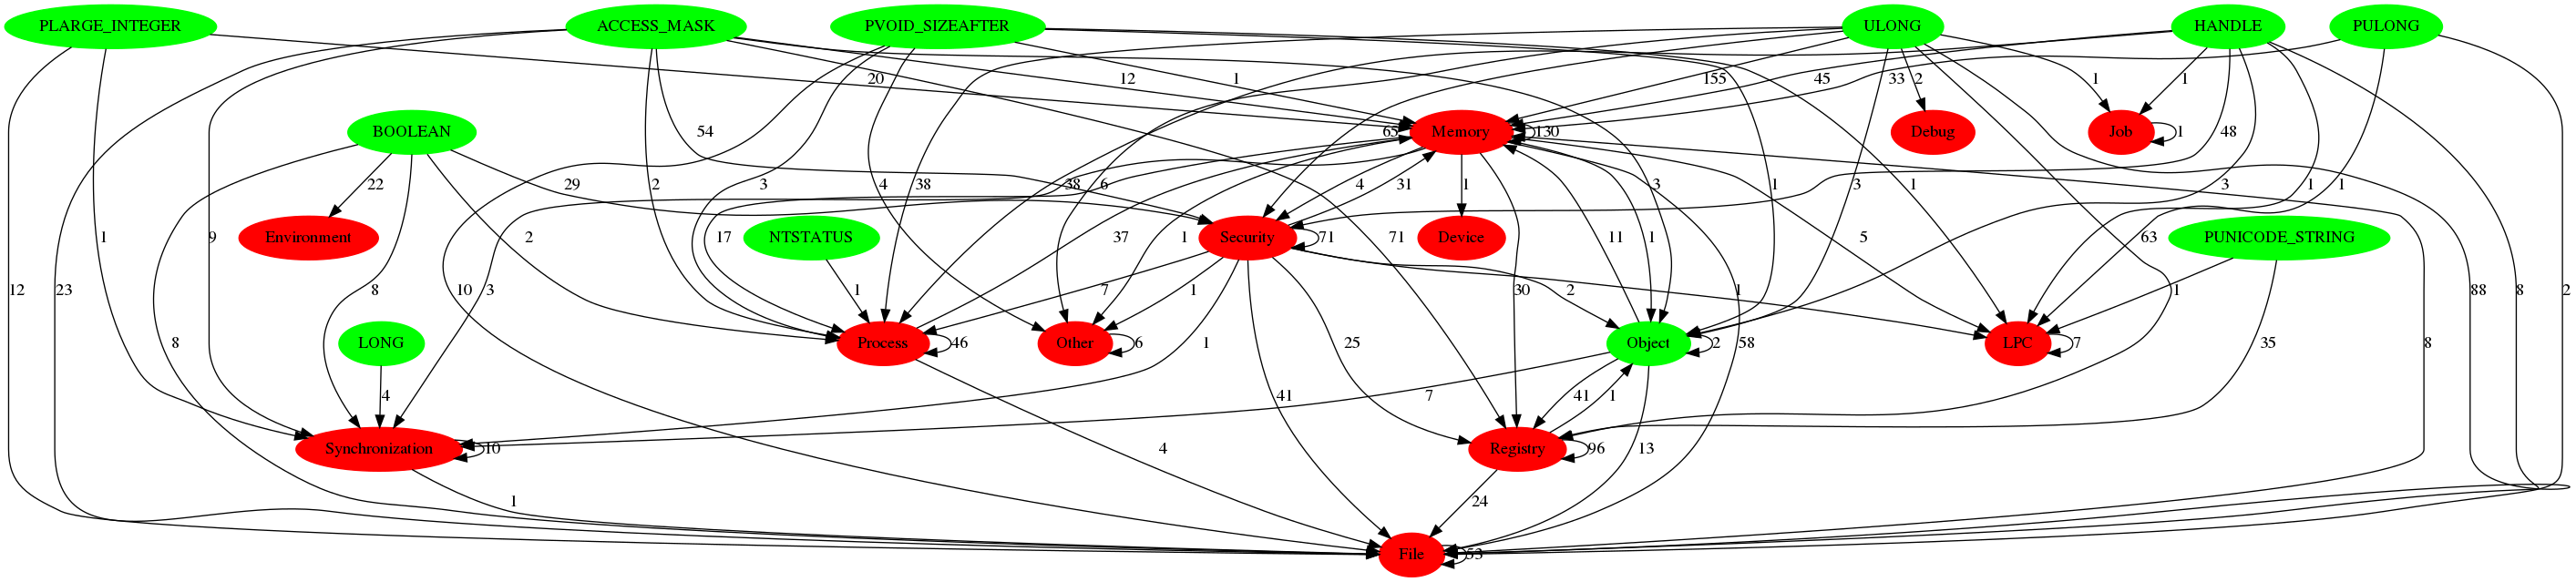 PLARGE_INTEGER ACCESS_MASK PVOID_SIZEAFTER ULONG HANDLE PULONG
20 12 1 155 45 33 2 1 1
BOOLEAN 54 65 Memory 130 Debug Job 1 48
22 29 2 3 4 38 38 6 4 31 1 3 1 3 3 1 1
Environment 9 1 NTSTATUS 17 37 1 Security 71 Device 71 11 1 5 63 PUNICODE_STRING
12 23 8 10 3 2 1 7 1 2 30 1 1 88 8 2
LONG Process 46 Other 6 Object 2 LPC 7
8 25 58 35 8
4 41 41 1 7
Synchronization 10 4 Registry 96 13
1 24
File 53